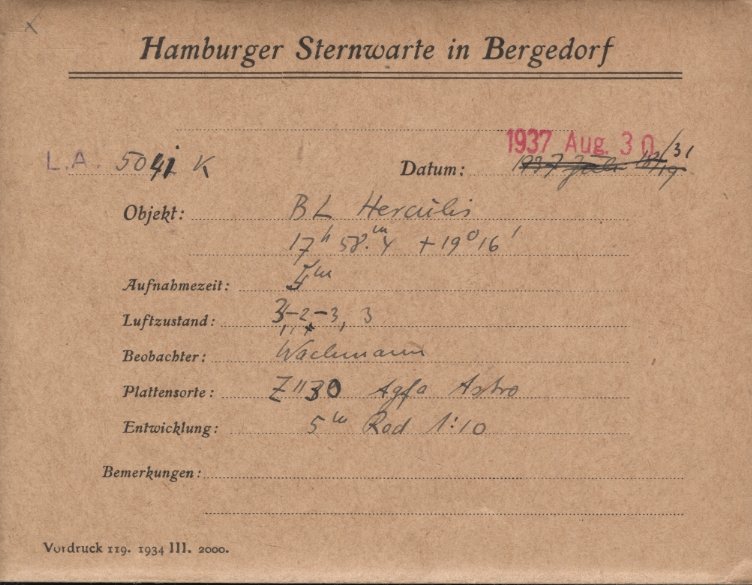 Hamburger Sternwarte in Bergedorf
1937 Aug. 30/31
L.A. 5041 K Datum: 1937 Juli
Objekt: BL Herculis
17h 58.m4 +19°16'
Aufnahmezeit: 5m
Luftzustand: 3-2-3, 3
Beobachter: Wachmann
Plattensorte: Agfa Astro
Entwicklung: 5m Rod 1:10
Bemerkungen:
Vordruck 119. 1934 III. 2000.